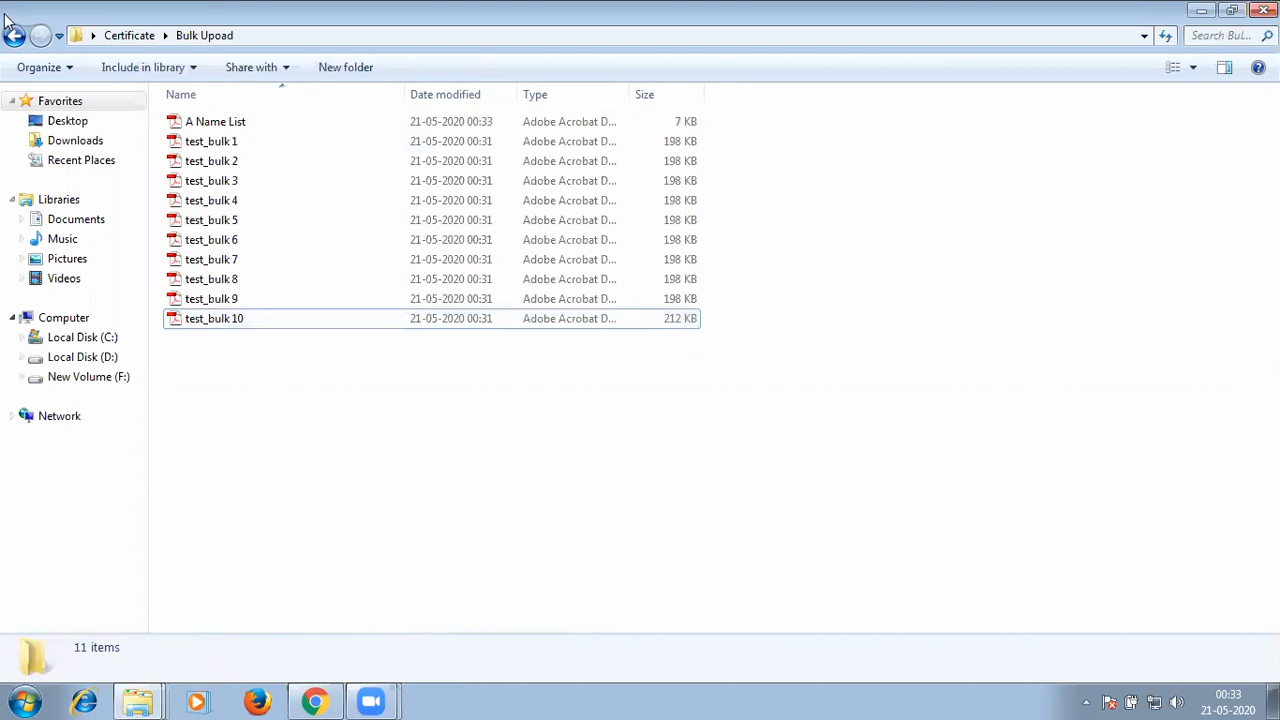 Certificate Bulk Upoad Search Bul...
Organize Include in library Share with New folder
Name Date modified Type Size
Favorites
Desktop
Downloads
Recent Places
Libraries
Documents
Music
Pictures
Videos
Computer
Local Disk (C:)
Local Disk (D:)
New Volume (F:)
Network
A Name List 21-05-2020 00:33 Adobe Acrobat D... 7 KB
test_bulk 1 21-05-2020 00:31 Adobe Acrobat D... 198 KB
test_bulk 2 21-05-2020 00:31 Adobe Acrobat D... 198 KB
test_bulk 3 21-05-2020 00:31 Adobe Acrobat D... 198 KB
test_bulk 4 21-05-2020 00:31 Adobe Acrobat D... 198 KB
test_bulk 5 21-05-2020 00:31 Adobe Acrobat D... 198 KB
test_bulk 6 21-05-2020 00:31 Adobe Acrobat D... 198 KB
test_bulk 7 21-05-2020 00:31 Adobe Acrobat D... 198 KB
test_bulk 8 21-05-2020 00:31 Adobe Acrobat D... 198 KB
test_bulk 9 21-05-2020 00:31 Adobe Acrobat D... 198 KB
test_bulk 10 21-05-2020 00:31 Adobe Acrobat D... 212 KB
11 items
00:33
21-05-2020